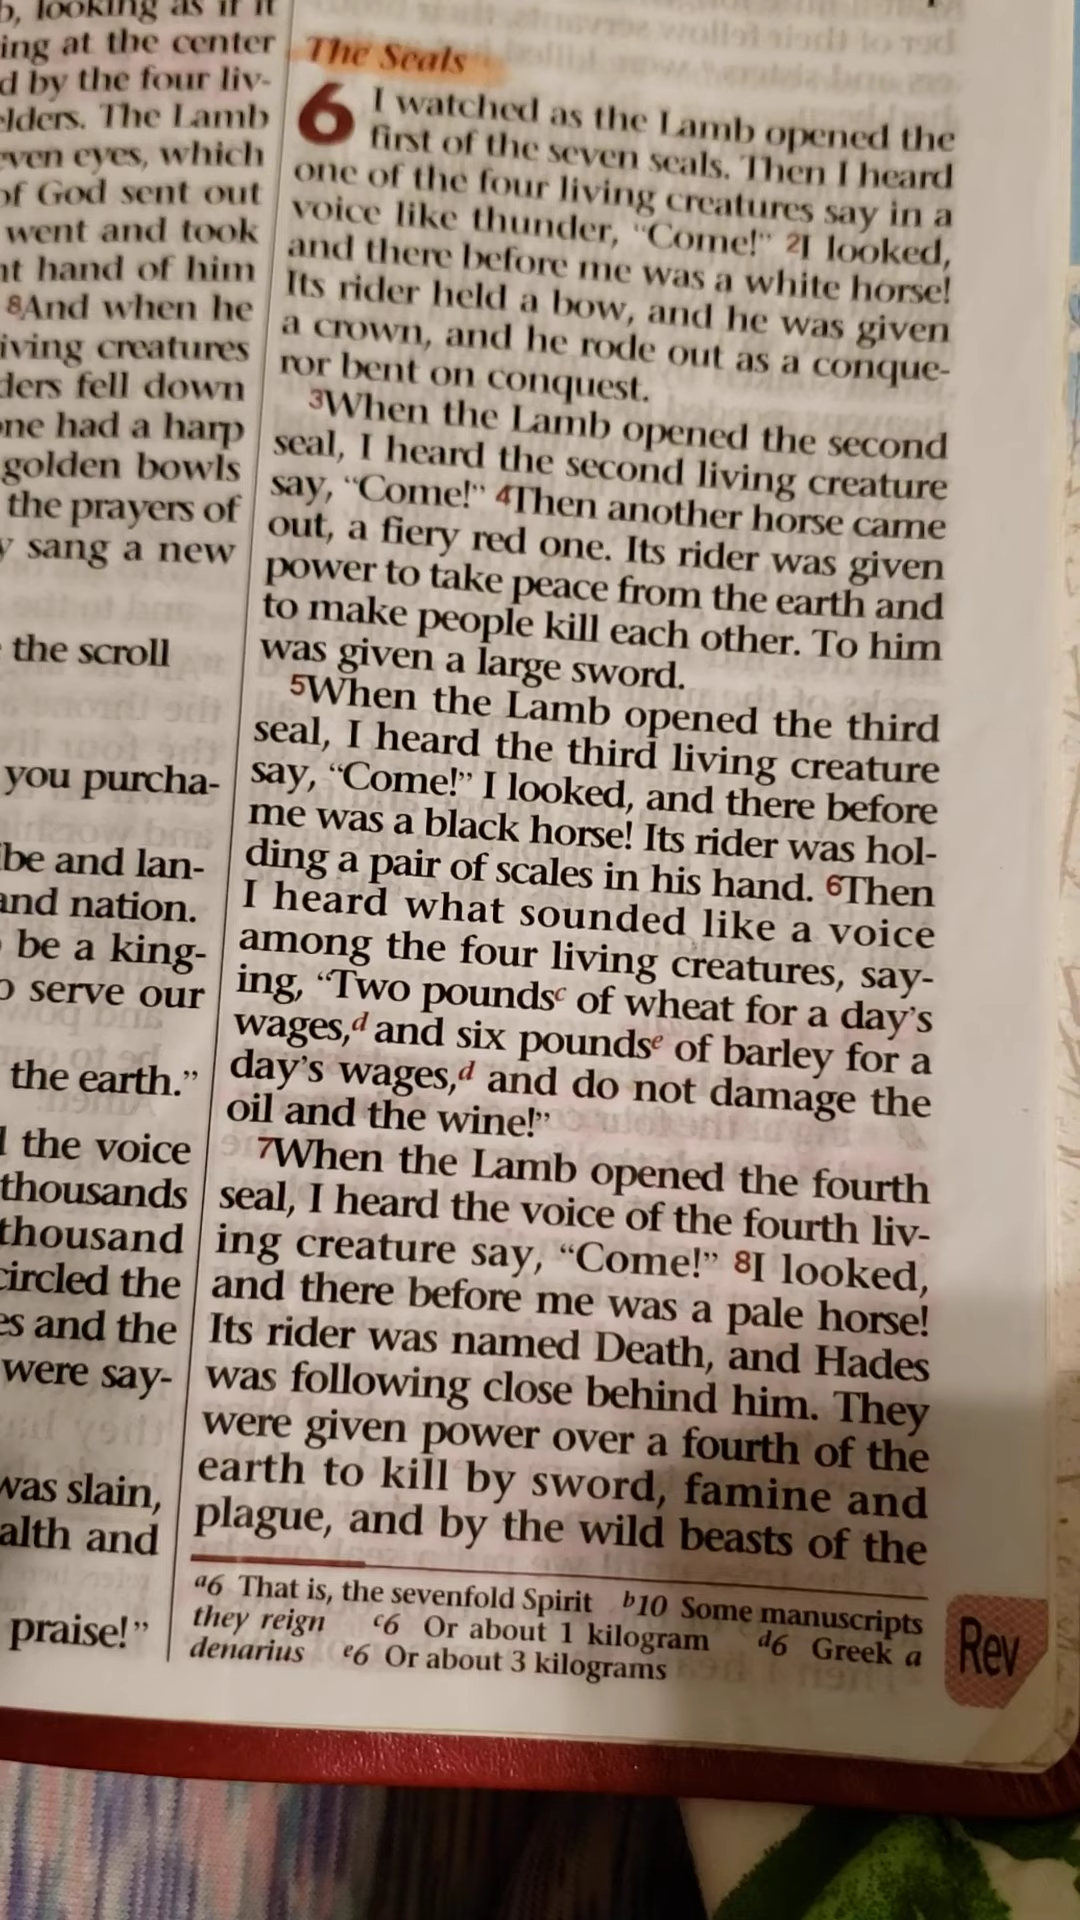 looking as if it
ing at the center
d by the four liv-
elders. The Lamb
even eyes, which
of God sent out
went and took
hand of him
8And when he
iving creatures
ders fell down
one had a harp
golden bowls
the prayers of
sang a new
the scroll
you purcha-
ibe and lan-
and nation.
be a king-
serve our
the earth."
the voice
thousands
thousand
circled the
es and the
were say-
was slain,
alth and
praise!"
The Seals
6 I watched as the Lamb opened the
first of the seven seals. Then I heard
one of the four living creatures say in a
voice like thunder, "Come!" 2I looked,
and there before me was a white horse!
Its rider held a bow, and he was given
a crown, and he rode out as a conque-
ror bent on conquest.
3When the Lamb opened the second
seal, I heard the second living creature
say, "Come!" 4Then another horse came
out, a fiery red one. Its rider was given
power to take peace from the earth and
to make people kill each other. To him
was given a large sword.
5When the Lamb opened the third
seal, I heard the third living creature
say, "Come!" I looked, and there before
me was a black horse! Its rider was hol-
ding a pair of scales in his hand. 6Then
I heard what sounded like a voice
among the four living creatures, say-
ing, "Two poundsc of wheat for a day's
wages,d and six poundse of barley for a
day's wages,d and do not damage the
oil and the wine!"
7When the Lamb opened the fourth
seal, I heard the voice of the fourth liv-
ing creature say, "Come!" 8I looked,
and there before me was a pale horse!
Its rider was named Death, and Hades
was following close behind him. They
were given power over a fourth of the
earth to kill by sword, famine and
plague, and by the wild beasts of the
a6 That is, the sevenfold Spirit b10 Some manuscripts
they reign c6 Or about 1 kilogram d6 Greek a
denarius e6 Or about 3 kilograms
Rev